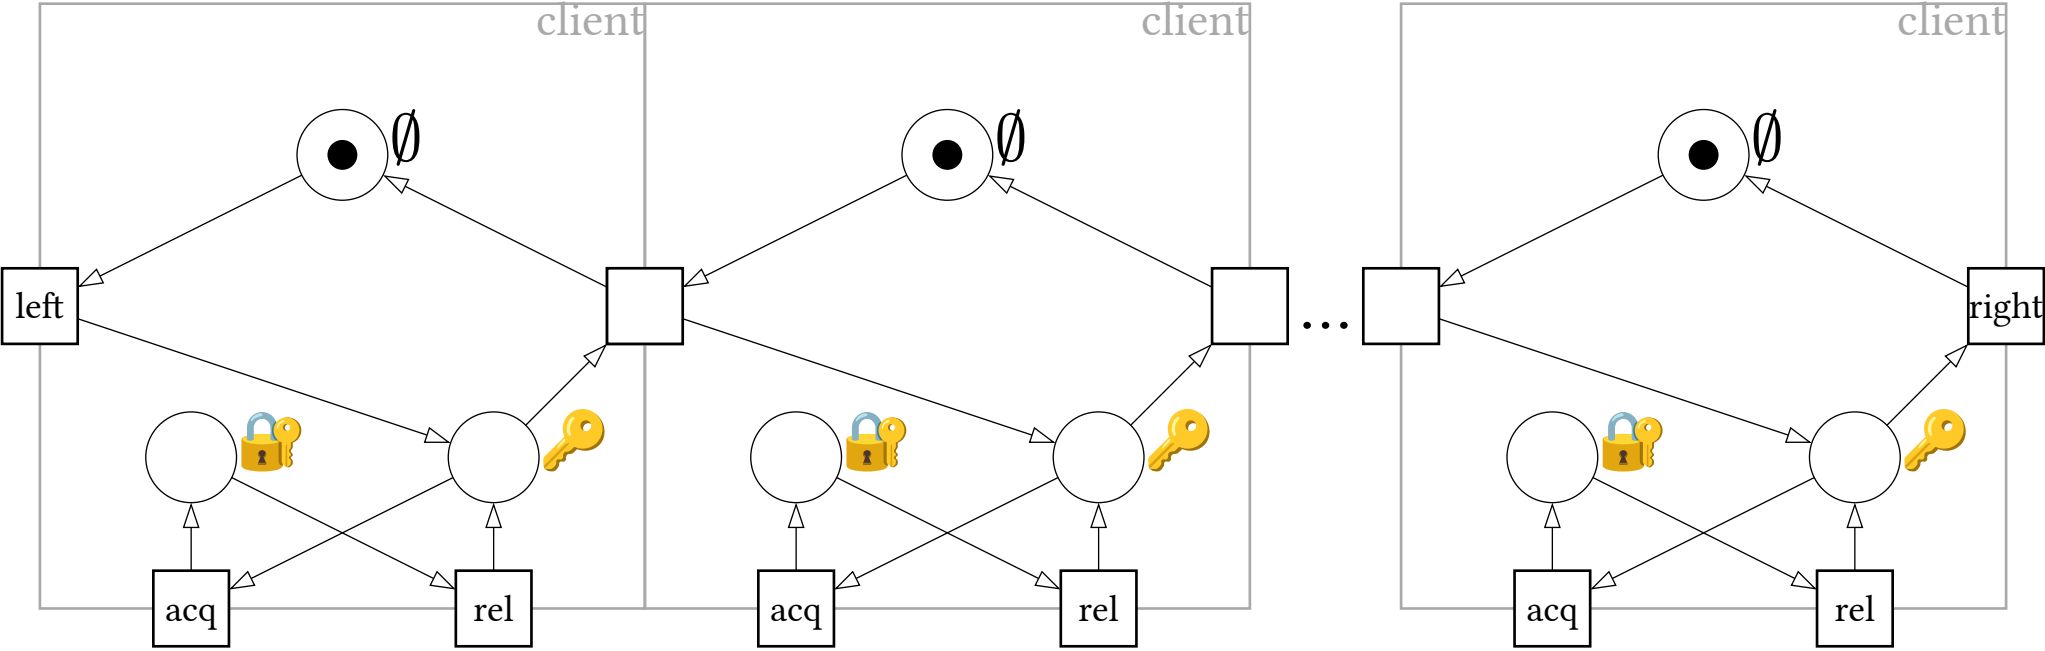 client client client
∅ ∅ ∅
left ... right
acq rel acq rel acq rel